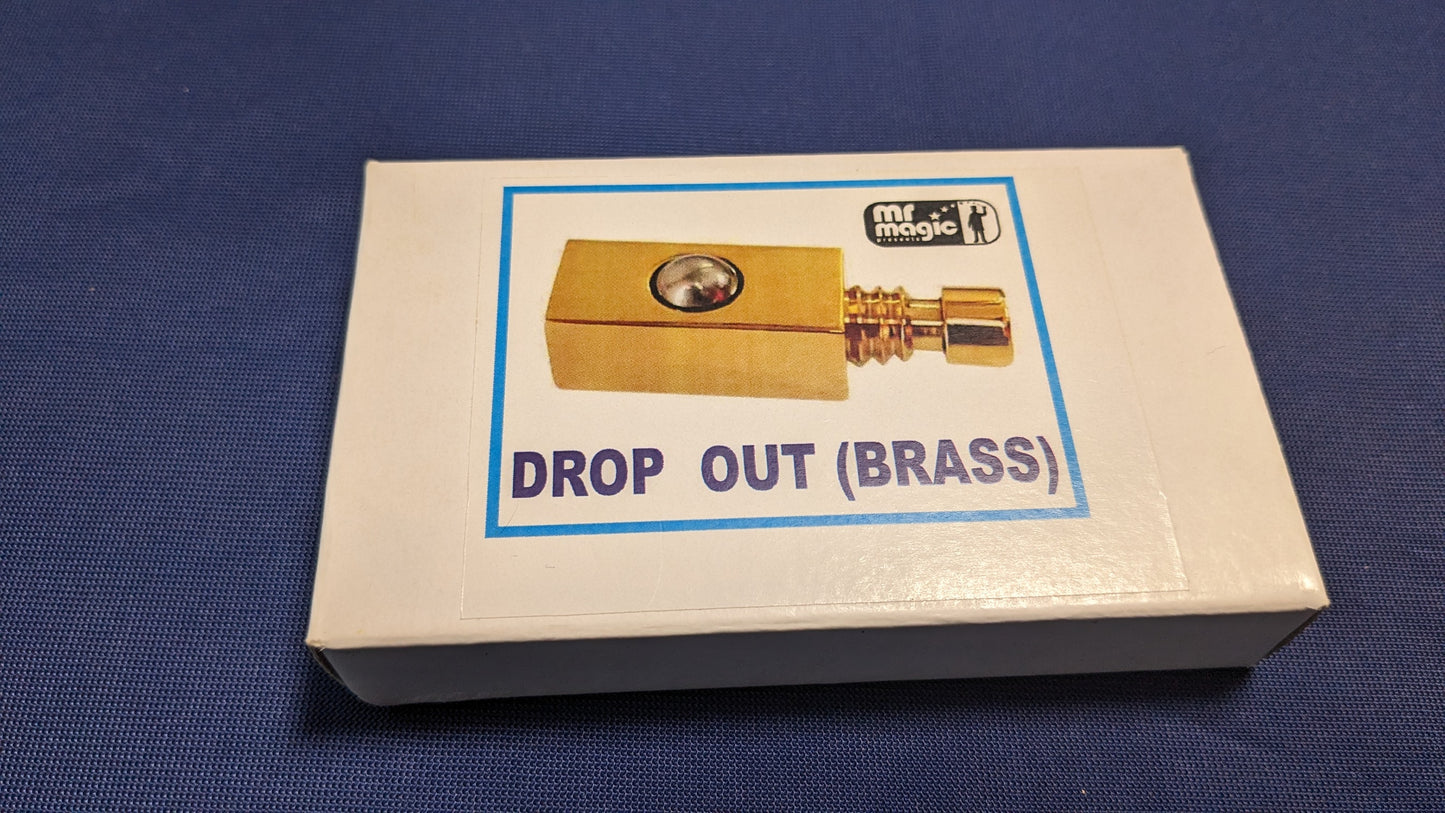 mr
magic
presents
DROP OUT (BRASS)